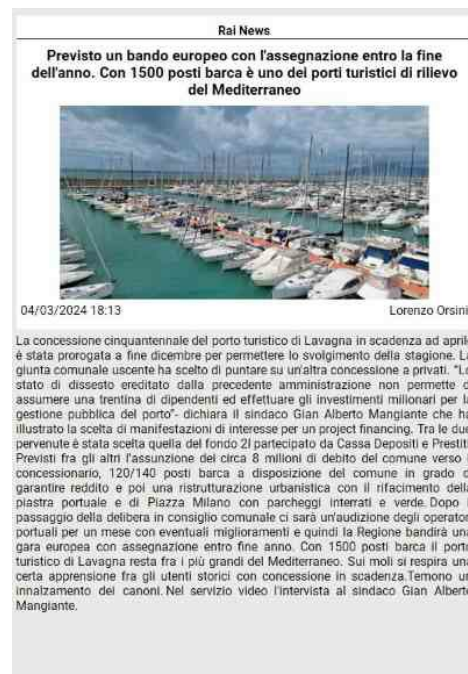 Rai News
Previsto un bando europeo con l'assegnazione entro la fine
dell'anno. Con 1500 posti barca è uno dei porti turistici di rilievo
del Mediterraneo
04/03/2024 18:13 Lorenzo Orsini
La concessione cinquantennale del porto turistico di Lavagna in scadenza ad aprile
è stata prorogata a fine dicembre per permettere lo svolgimento della stagione. La
giunta comunale uscente ha scelto di puntare su un'altra concessione a privati. "Lo
stato di dissesto ereditato dalla precedente amministrazione non permette di
assumere una trentina di dipendenti ed effettuare gli investimenti milionari per la
gestione pubblica del porto"- dichiara il sindaco Gian Alberto Mangiante che ha
illustrato la scelta di manifestazioni di interesse per un project financing. Tra le due
pervenute è stata scelta quella del fondo 2I partecipato da Cassa Depositi e Prestiti.
Previsti fra gli altri l'assunzione dei circa 8 milioni di debito del comune verso il
concessionario, 120/140 posti barca a disposizione del comune in grado di
garantire reddito e poi una ristrutturazione urbanistica con il rifacimento della
piastra portuale e di Piazza Milano con parcheggi interrati e verde. Dopo il
passaggio della delibera in consiglio comunale ci sarà un'audizione degli operatori
portuali per un mese con eventuali miglioramenti e quindi la Regione bandirà una
gara europea con assegnazione entro fine anno. Con 1500 posti barca il porto
turistico di Lavagna resta fra i più grandi del Mediterraneo. Sui moli si respira una
certa apprensione fra gli utenti storici con concessione in scadenza.Temono un
innalzamento dei canoni. Nel servizio video l'intervista al sindaco Gian Alberto
Mangiante.